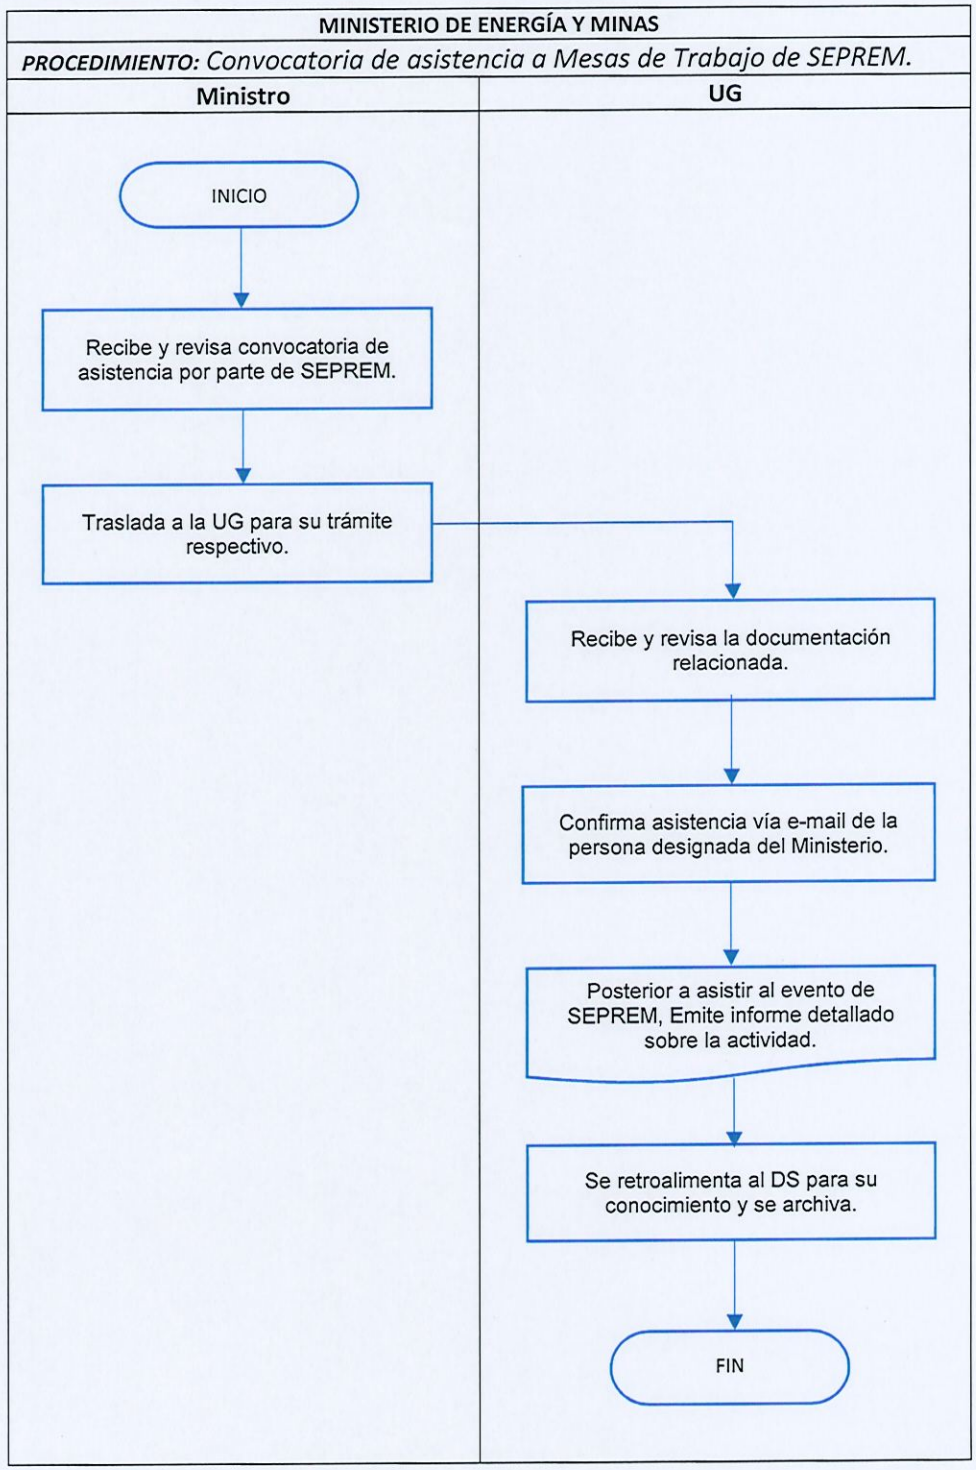 MINISTERIO DE ENERGÍA Y MINAS
PROCEDIMIENTO: Convocatoria de asistencia a Mesas de Trabajo de SEPREM.
Ministro
UG
INICIO
Recibe y revisa convocatoria de
asistencia por parte de SEPREM.
Traslada a la UG para su trámite
respectivo.
Recibe y revisa la documentación
relacionada.
Confirma asistencia vía e-mail de la
persona designada del Ministerio.
Posterior a asistir al evento de
SEPREM, Emite informe detallado
sobre la actividad.
Se retroalimenta al DS para su
conocimiento y se archiva.
FIN